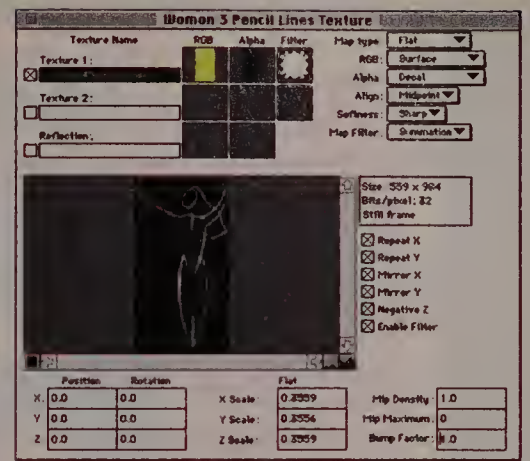 Woman 3 Pencil Lines Texture
Texture Name RGB Alpha Filter
Texture 1:
Texture 2:
Reflection:
Map type Flat
RGB: Surface
Alpha Decal
Align: Midpoint
Softness: Sharp
Map Filter: Summation
Size 559 x 984
Bits/pixel: 32
Still frame
Repeat X
Repeat Y
Mirror X
Mirror Y
Negative Z
Enable Filter
Position Rotation Flat
X. 0.0 0.0 X Scale: 0.3559 Mip Density: 1.0
Y 0.0 0.0 Y Scale: 0.3556 Mip Maximum: 0
Z 0.0 0.0 Z Scale: 0.3959 Bump Factor: 1.0